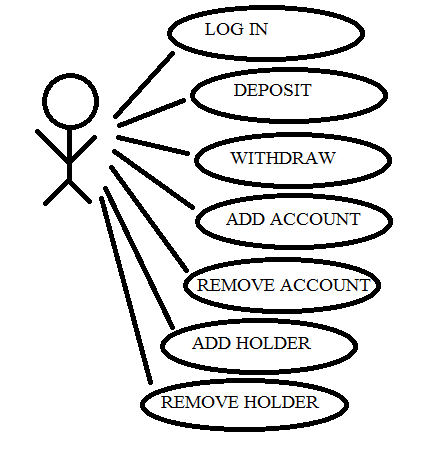 LOG IN
DEPOSIT
WITHDRAW
ADD ACCOUNT
REMOVE ACCOUNT
ADD HOLDER
REMOVE HOLDER